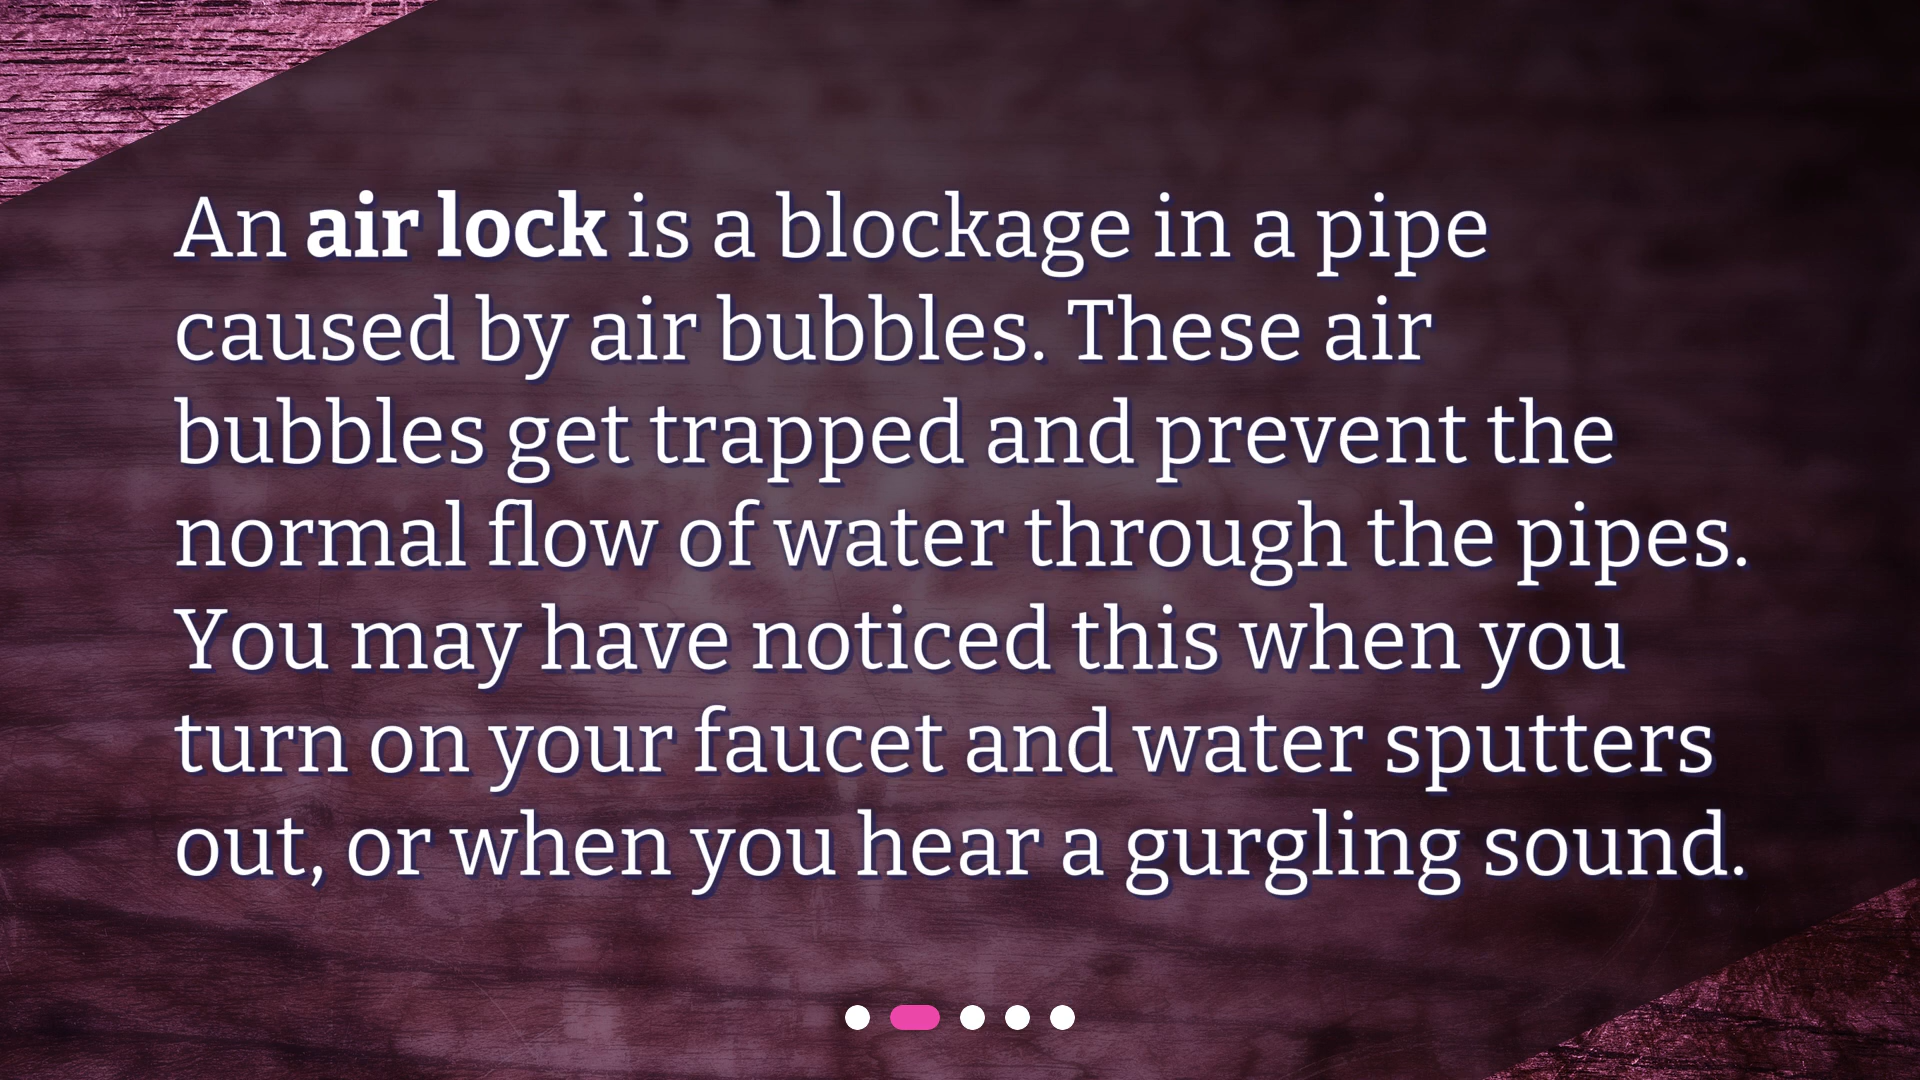 An air lock is a blockage in a pipe
caused by air bubbles. These air
bubbles get trapped and prevent the
normal flow of water through the pipes.
You may have noticed this when you
turn on your faucet and water sputters
out, or when you hear a gurgling sound.